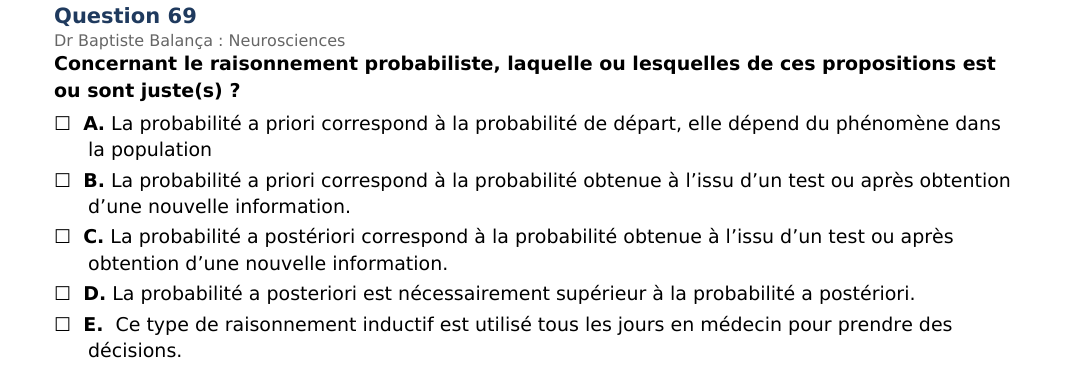 Question 69
Dr Baptiste Balança : Neurosciences
Concernant le raisonnement probabiliste, laquelle ou lesquelles de ces propositions est
ou sont juste(s) ?
☐ A. La probabilité a priori correspond à la probabilité de départ, elle dépend du phénomène dans
la population
☐ B. La probabilité a priori correspond à la probabilité obtenue à l’issu d’un test ou après obtention
d’une nouvelle information.
☐ C. La probabilité a postériori correspond à la probabilité obtenue à l’issu d’un test ou après
obtention d’une nouvelle information.
☐ D. La probabilité a posteriori est nécessairement supérieur à la probabilité a postériori.
☐ E. Ce type de raisonnement inductif est utilisé tous les jours en médecin pour prendre des
décisions.